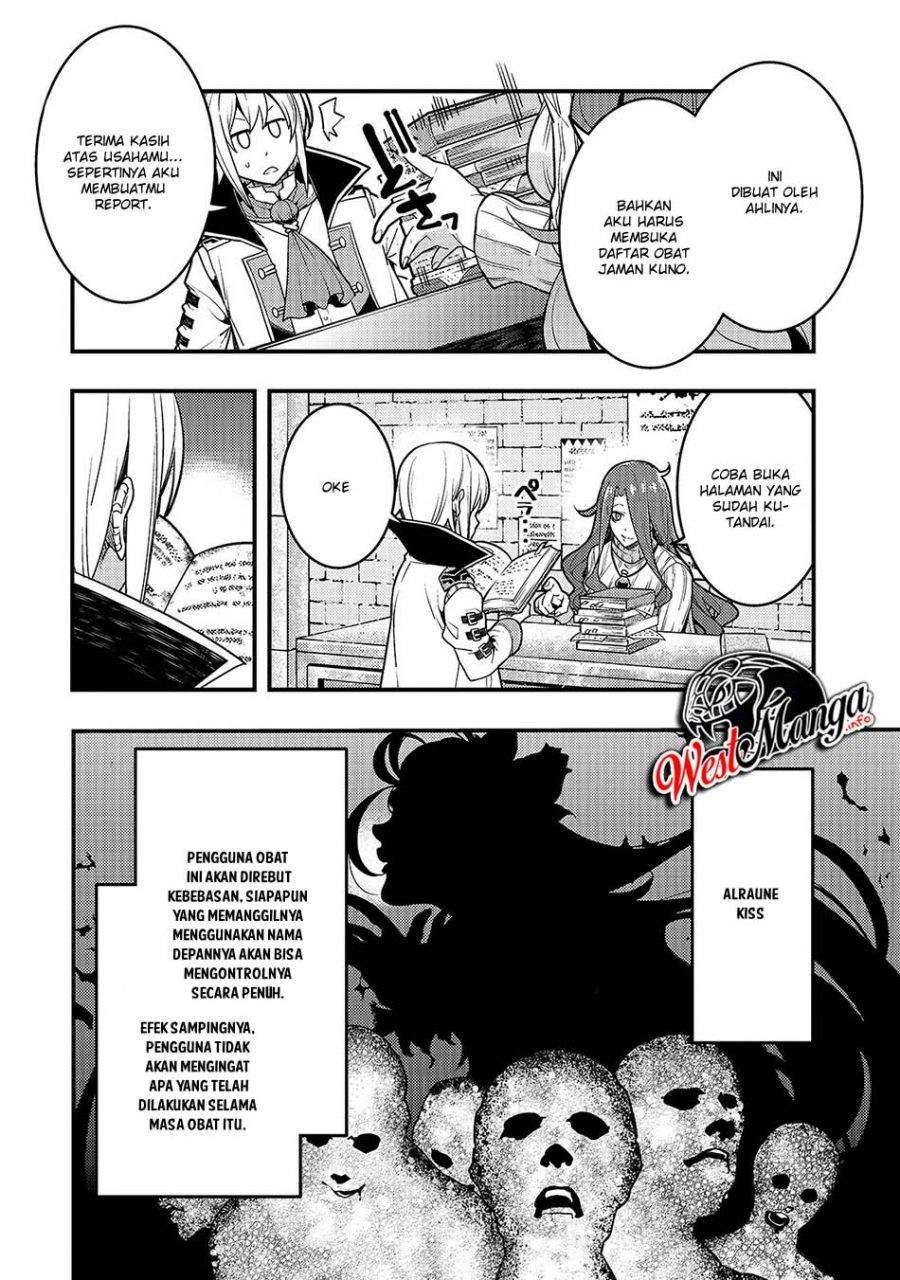 INI
DIBUAT OLEH
AHLINYA.
BAHKAN
AKU HARUS
MEMBUKA
DAFTAR OBAT
JAMAN KUNO.
TERIMA KASIH
ATAS USAHAMU...
SEPERTINYA AKU
MEMBUATMU
REPORT.
COBA BUKA
HALAMAN YANG
SUDAH KU-
TANDAI.
OKE
WestManga
.info
ALRAUNE
KISS
PENGGUNA OBAT
INI AKAN DIREBUT
KEBEBASAN, SIAPAPUN
YANG MEMANGGILNYA
MENGGUNAKAN NAMA
DEPANNYA AKAN BISA
MENGONTROLNYA
SECARA PENUH.
EFEK SAMPINGNYA,
PENGGUNA TIDAK
AKAN MENGINGAT
APA YANG TELAH
DILAKUKAN SELAMA
MASA OBAT ITU.